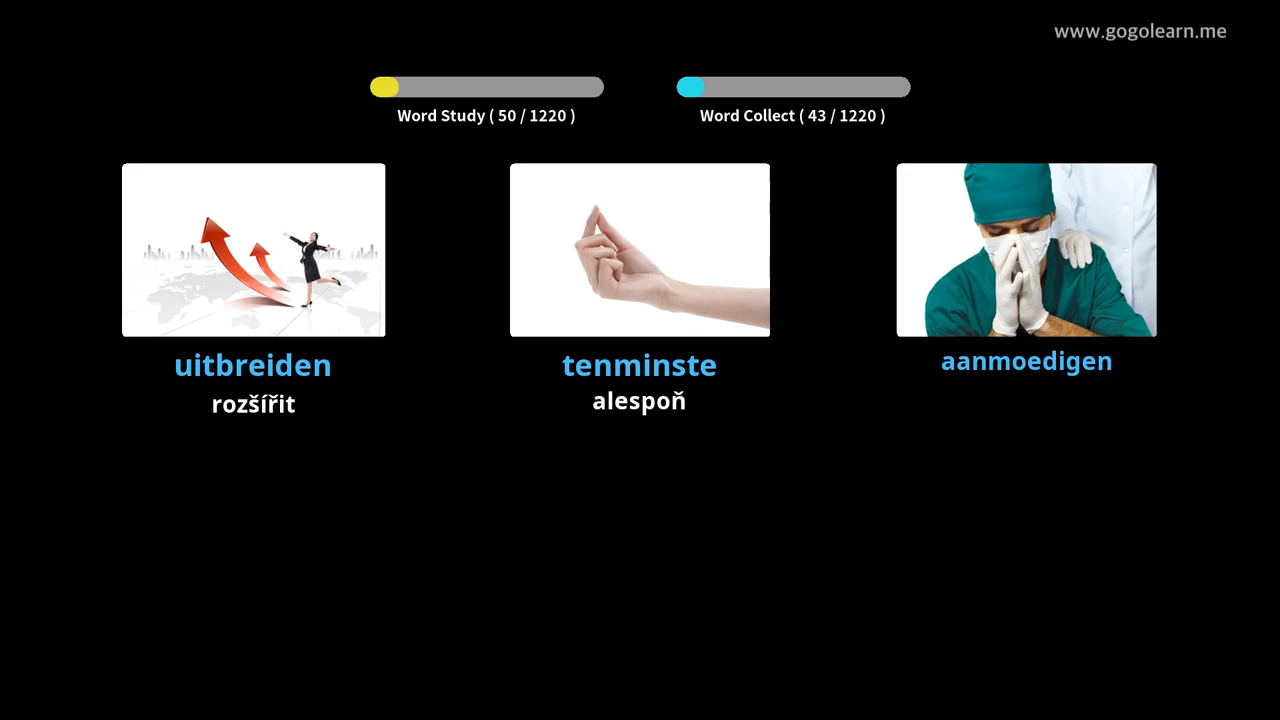 www.gogolearn.me
Word Study ( 50 / 1220 )
Word Collect ( 43 / 1220 )
uitbreiden
rozšířit
tenminste
alespoň
aanmoedigen